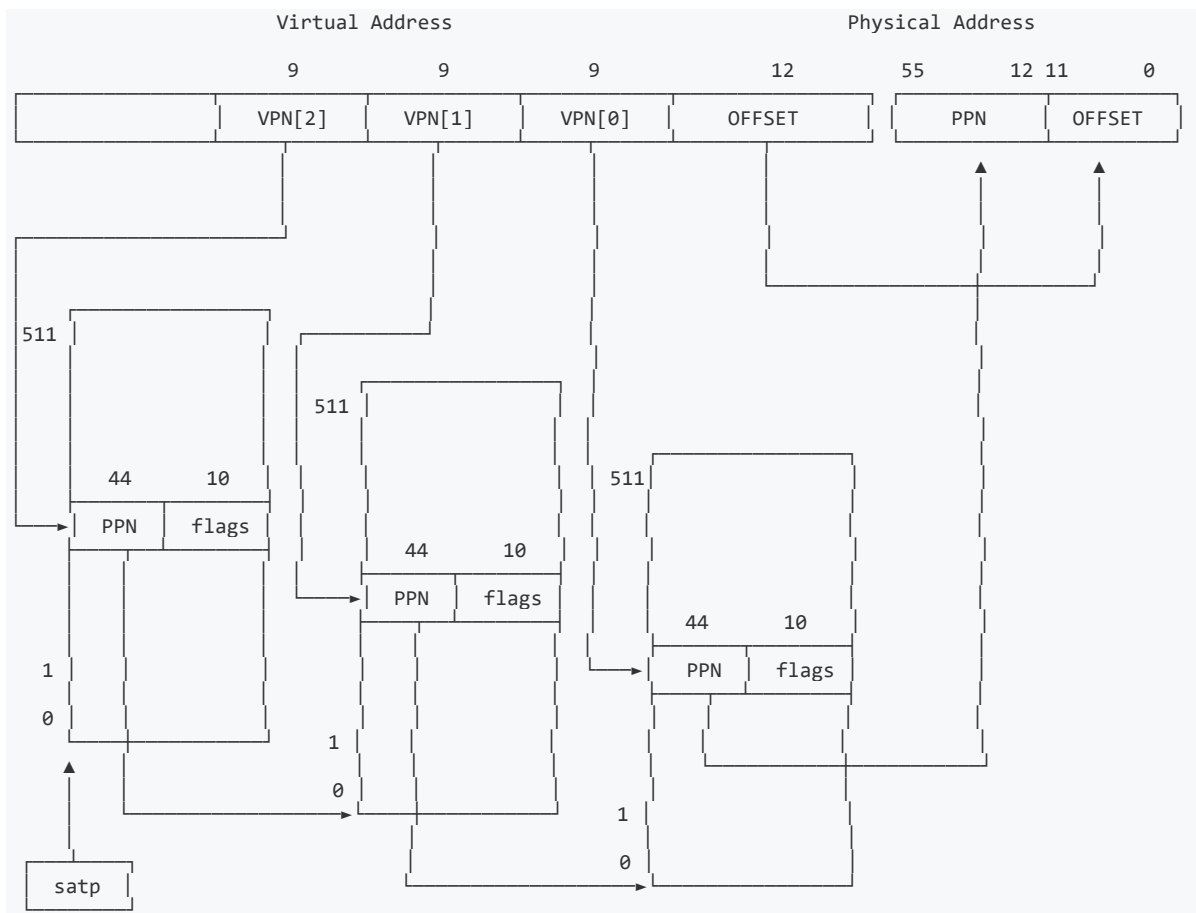 Virtual Address Physical Address
9 9 9 12 55 12 11 0
VPN[2] VPN[1] VPN[0] OFFSET PPN OFFSET
511
511
44 10 511
PPN flags
44 10
PPN flags
44 10
1 PPN flags
0
1
0
1
0
satp